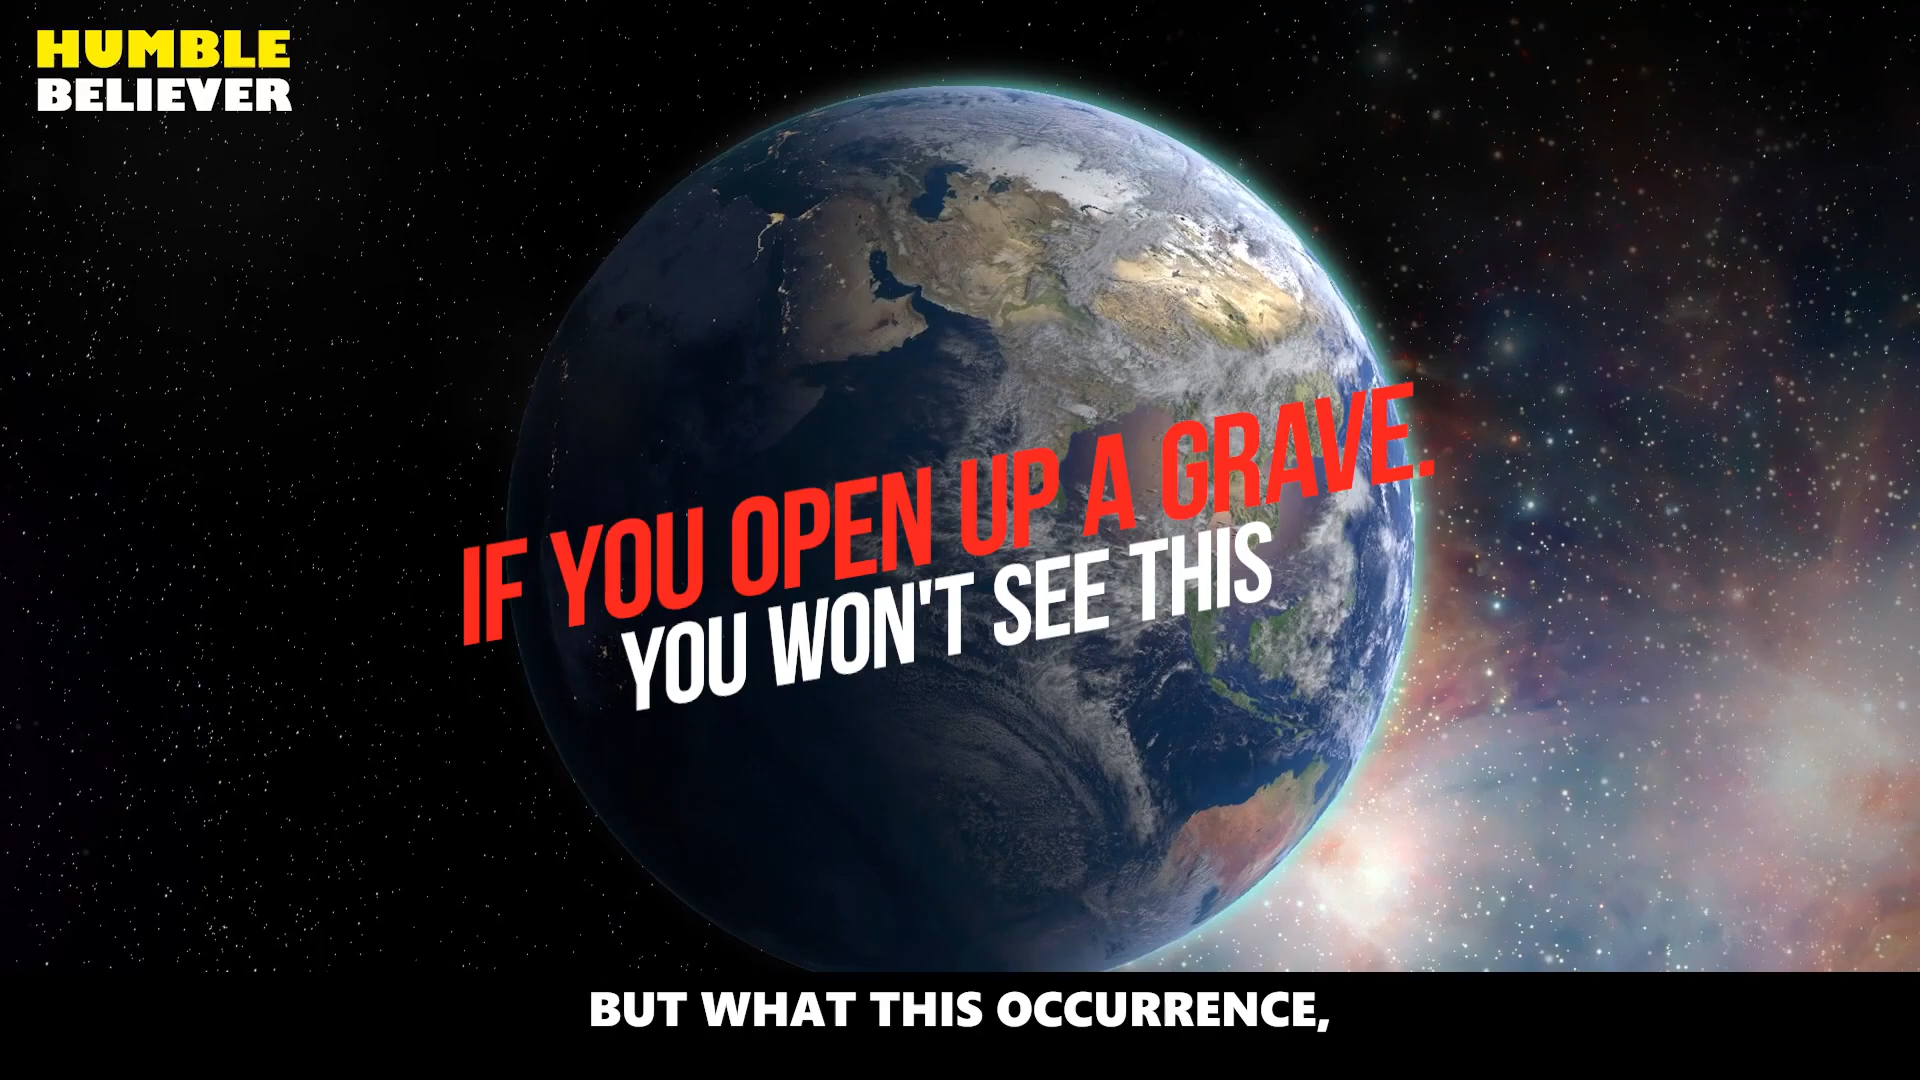 HUMBLE
BELIEVER
IF YOU OPEN UP A GRAVE.
YOU WON'T SEE THIS
BUT WHAT THIS OCCURRENCE,